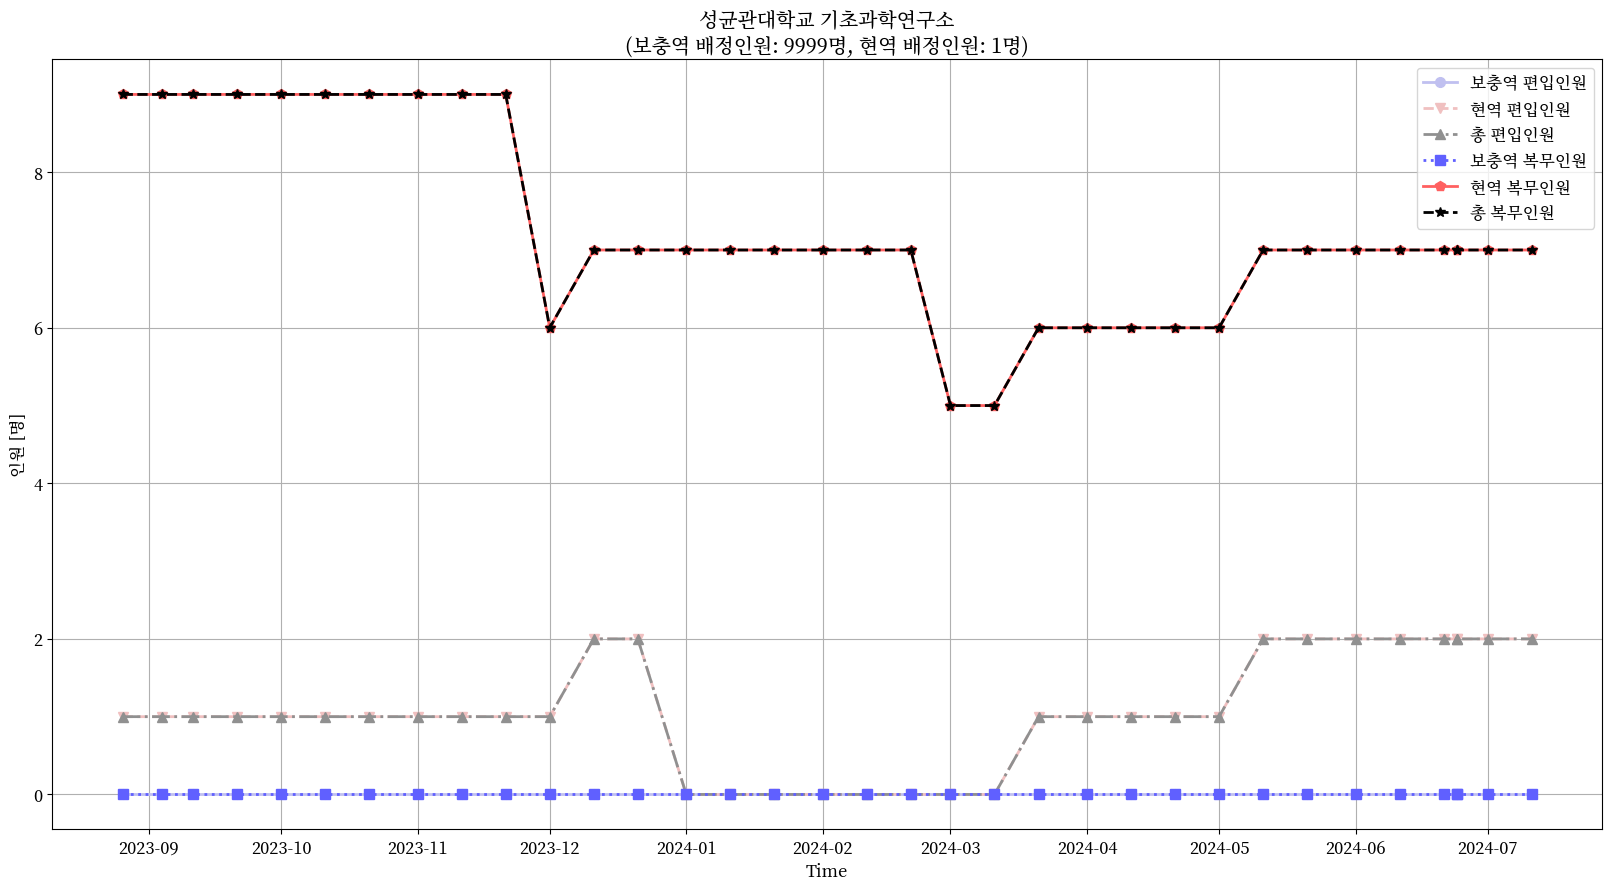 성균관대학교 기초과학연구소
(보충역 배정인원: 9999명, 현역 배정인원: 1명)
보충역 편입인원
현역 편입인원
총 편입인원
보충역 복무인원
현역 복무인원
총 복무인원
인원 [명]
8
6
4
2
0
2023-09
2023-10
2023-11
2023-12
2024-01
2024-02
2024-03
2024-04
2024-05
2024-06
2024-07
Time